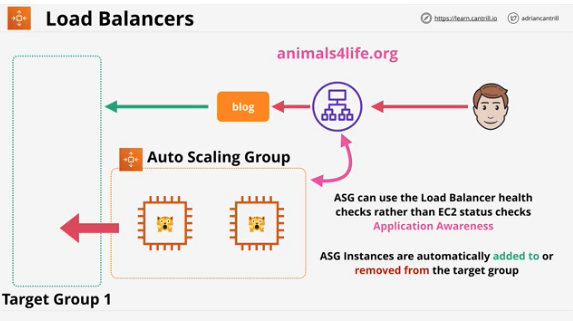 Load Balancers
https://learn.cantrill.io
adriancantrill
animals4life.org
blog
Auto Scaling Group
ASG can use the Load Balancer health
checks rather than EC2 status checks
Application Awareness
ASG Instances are automatically added to or
removed from the target group
Target Group 1